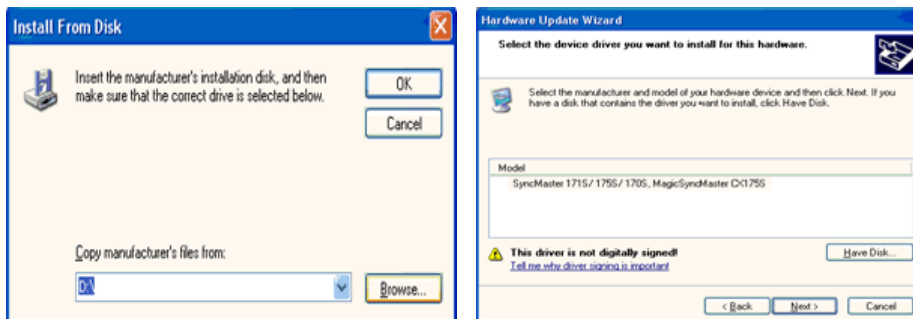 Install From Disk
Insert the manufacturer's installation disk, and then
make sure that the correct drive is selected below.
OK
Cancel
Copy manufacturer's files from:
D:\
Browse...
Hardware Update Wizard
Select the device driver you want to install for this hardware.
Select the manufacturer and model of your hardware device and then click Next. If you
have a disk that contains the driver you want to install, click Have Disk.
Model
SyncMaster 171S/ 175S/ 170S, MagicSyncMaster CX175S
This driver is not digitally signed!
Tell me why driver signing is important
Have Disk...
< Back
Next >
Cancel